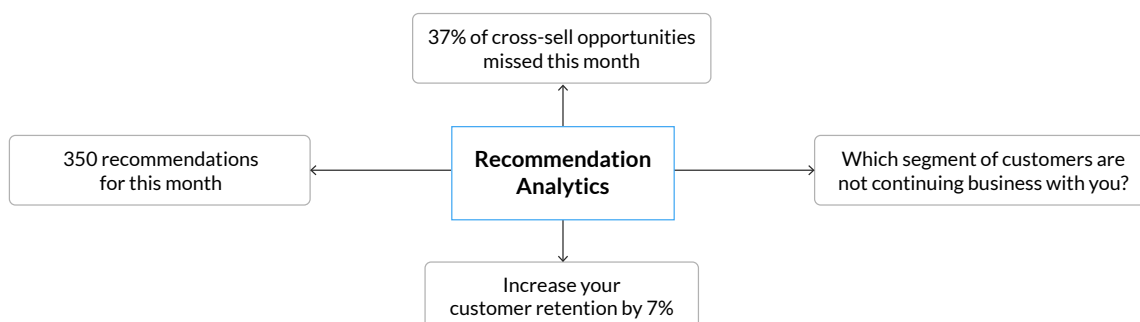 37% of cross-sell opportunities
missed this month
350 recommendations
for this month
Recommendation
Analytics
Which segment of customers are
not continuing business with you?
Increase your
customer retention by 7%